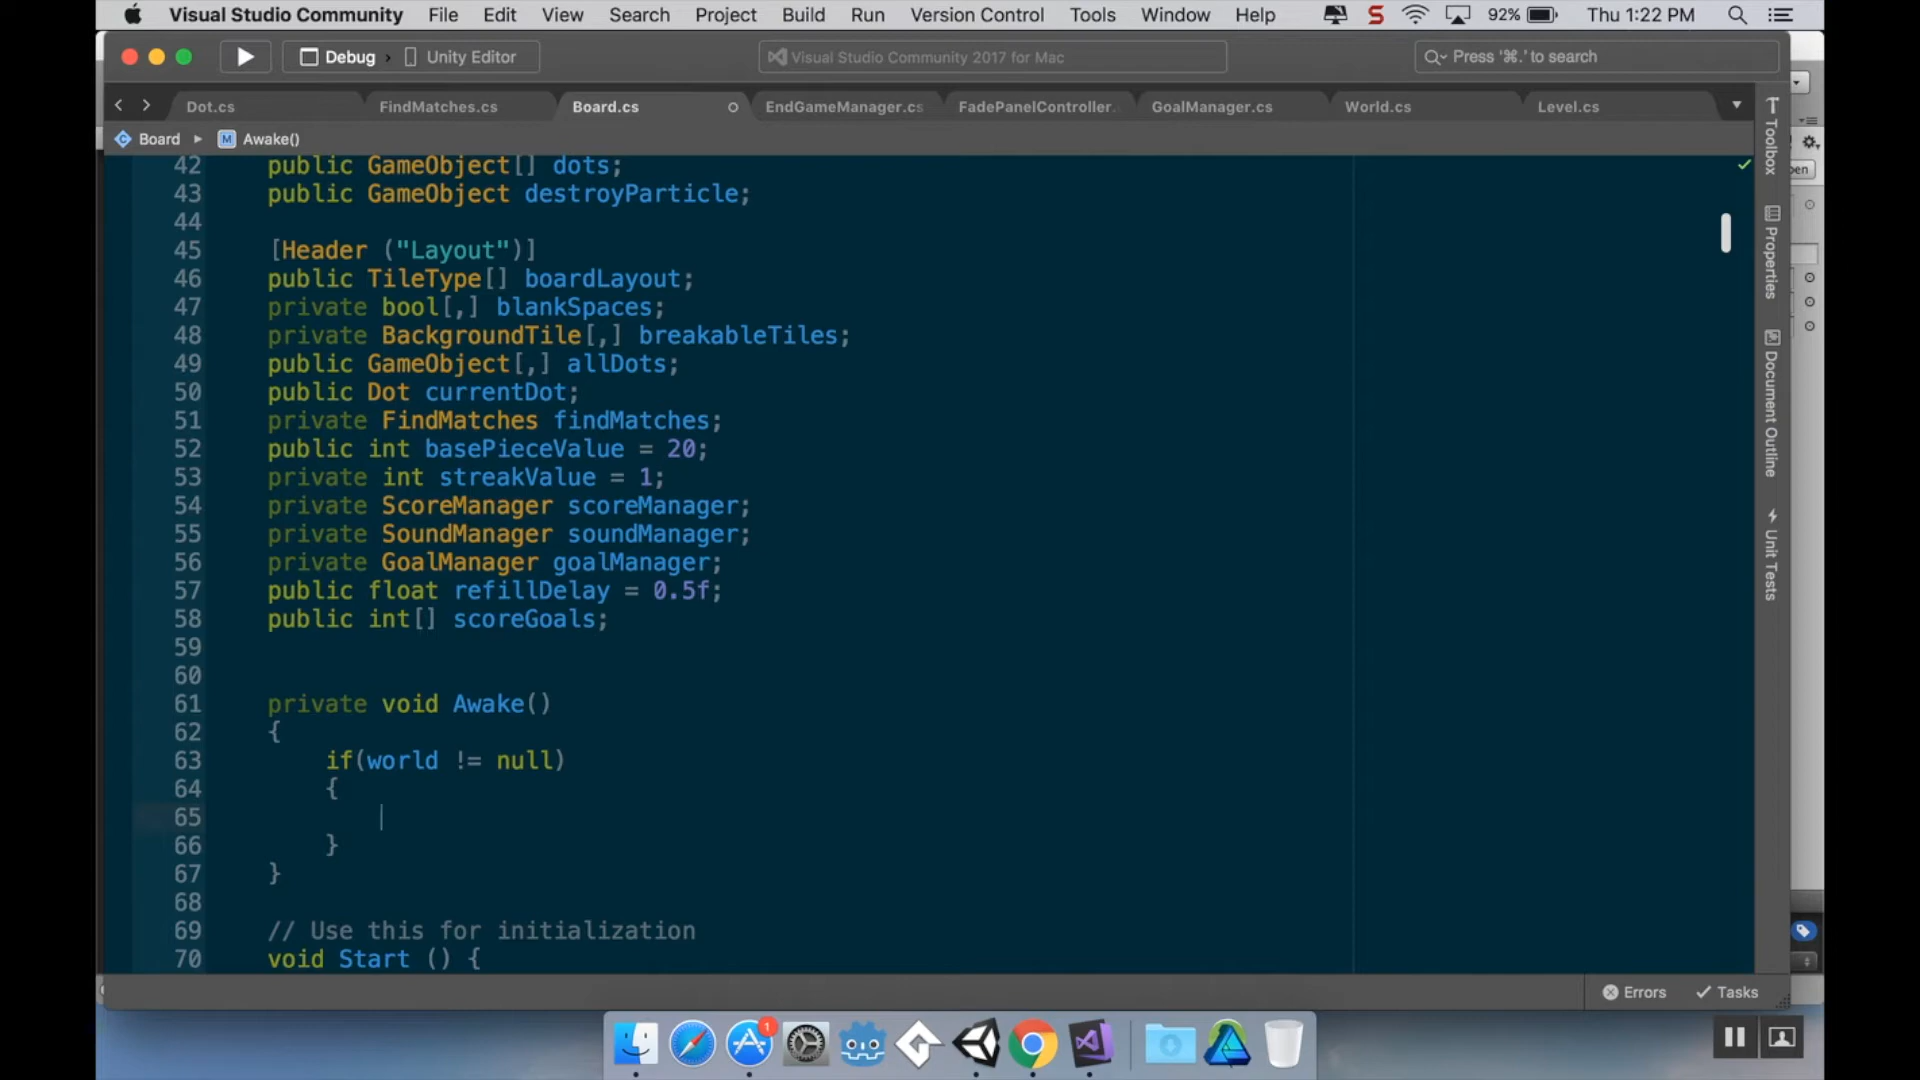 Visual Studio Community File Edit View Search Project Build Run Version Control Tools Window Help S 92% Thu 1:22 PM
Debug › Unity Editor Visual Studio Community 2017 for Mac Press '⌘.' to search
Dot.cs FindMatches.cs Board.cs EndGameManager.cs FadePanelController. GoalManager.cs World.cs Level.cs
Board ▸ M Awake()
42 public GameObject[] dots;
43 public GameObject destroyParticle;
44
45 [Header ("Layout")]
46 public TileType[] boardLayout;
47 private bool[,] blankSpaces;
48 private BackgroundTile[,] breakableTiles;
49 public GameObject[,] allDots;
50 public Dot currentDot;
51 private FindMatches findMatches;
52 public int basePieceValue = 20;
53 private int streakValue = 1;
54 private ScoreManager scoreManager;
55 private SoundManager soundManager;
56 private GoalManager goalManager;
57 public float refillDelay = 0.5f;
58 public int[] scoreGoals;
59
60
61 private void Awake()
62 {
63 if(world != null)
64 {
65
66 }
67 }
68
69 // Use this for initialization
70 void Start () {
Toolbox
Properties
Document Outline
Unit Tests
Errors Tasks
1